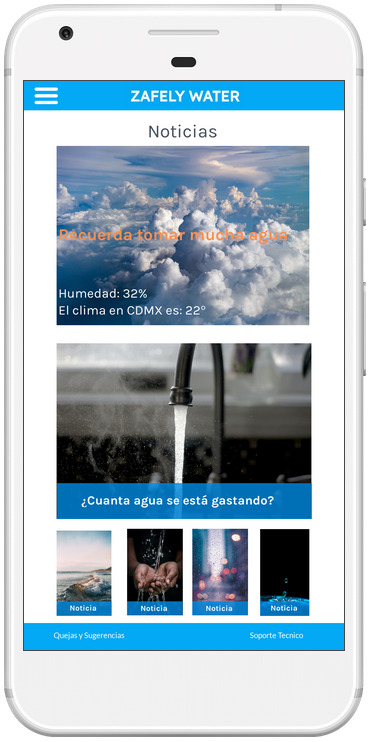 ZAFELY WATER
Noticias
Recuerda tomar mucha agua
Humedad: 32%
El clima en CDMX es: 22°
¿Cuanta agua se está gastando?
Noticia Noticia Noticia Noticia
Quejas y Sugerencias Soporte Tecnico